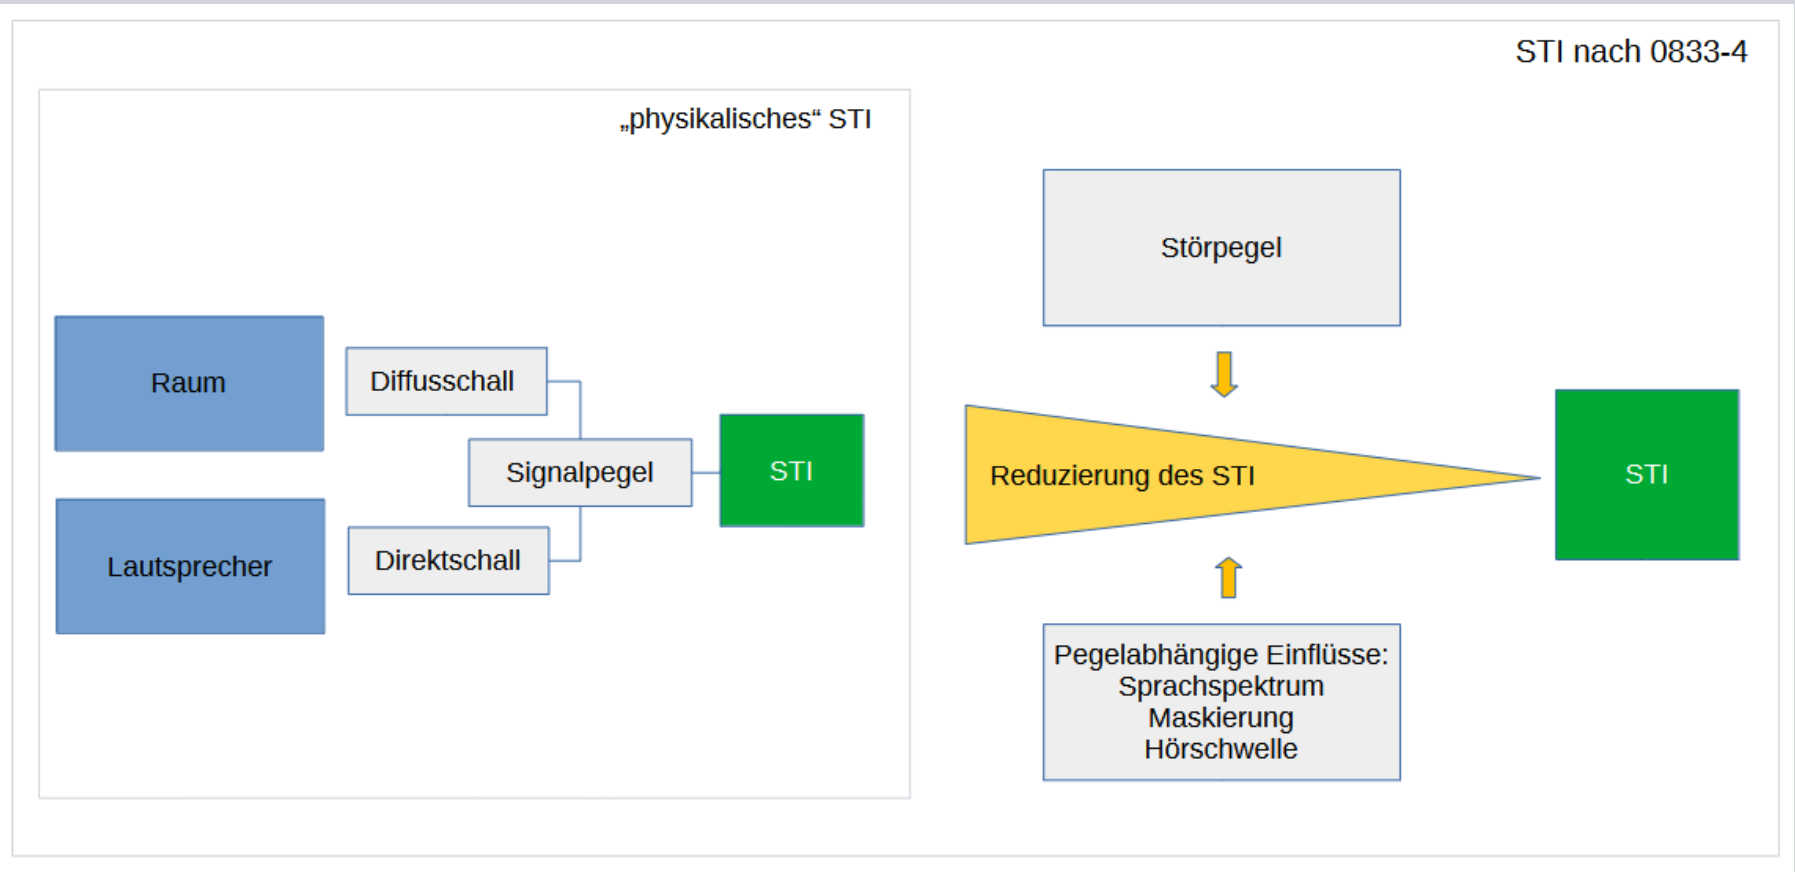 STI nach 0833-4
„physikalisches“ STI
Störpegel
Raum
Diffusschall
Signalpegel
STI
Reduzierung des STI
STI
Lautsprecher
Direktschall
Pegelabhängige Einflüsse:
Sprachspektrum
Maskierung
Hörschwelle